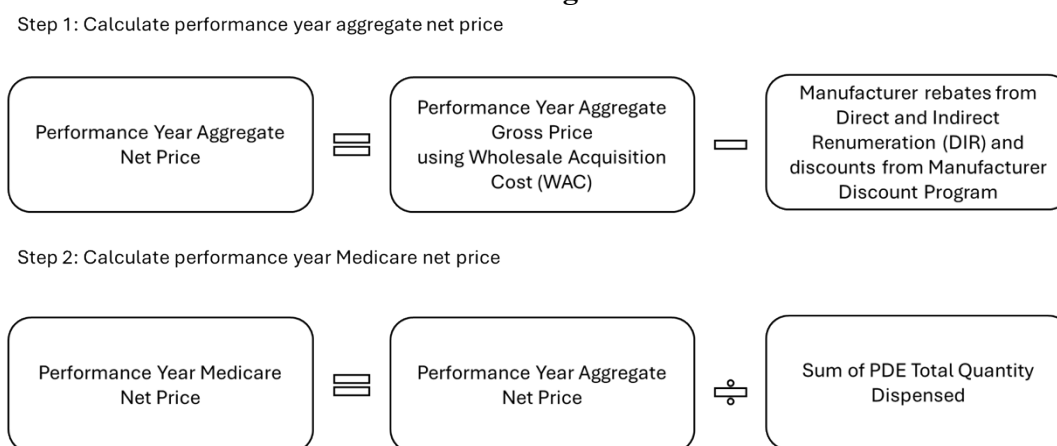 Step 1: Calculate performance year aggregate net price
Performance Year Aggregate
Net Price
Performance Year Aggregate
Gross Price
using Wholesale Acquisition
Cost (WAC)
Manufacturer rebates from
Direct and Indirect
Renumeration (DIR) and
discounts from Manufacturer
Discount Program
Step 2: Calculate performance year Medicare net price
Performance Year Medicare
Net Price
Performance Year Aggregate
Net Price
Sum of PDE Total Quantity
Dispensed